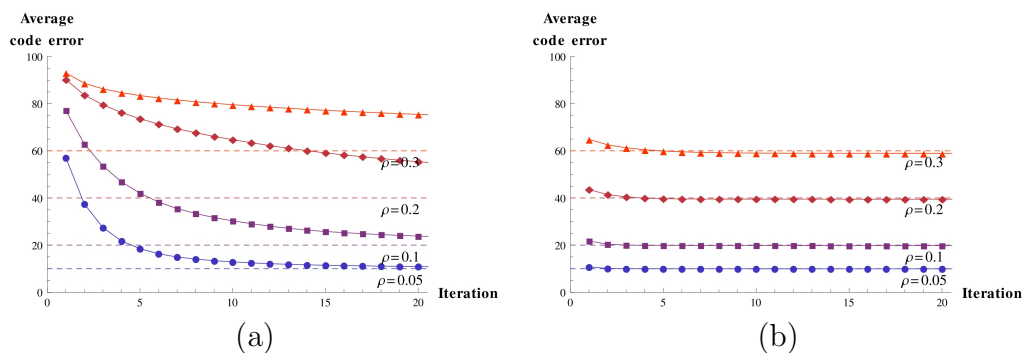 Average
code error
100
80
60
40
20
0
0
5
10
15
20
Iteration
ρ=0.3
ρ=0.2
ρ=0.1
ρ=0.05
(a)
Average
code error
100
80
60
40
20
0
0
5
10
15
20
Iteration
ρ=0.3
ρ=0.2
ρ=0.1
ρ=0.05
(b)